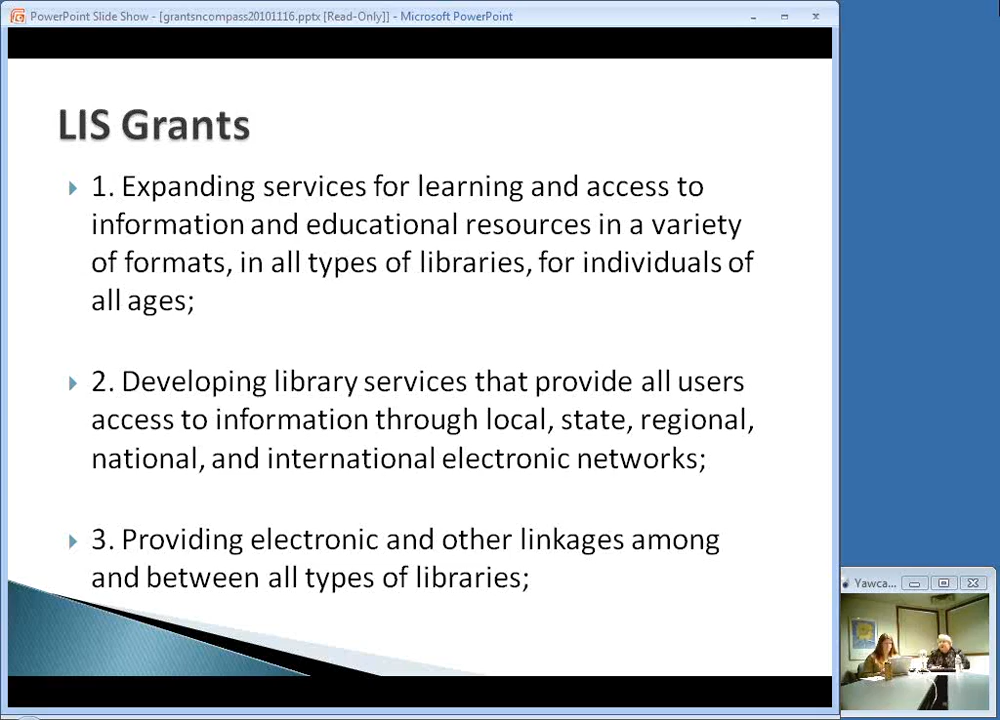 PowerPoint Slide Show - [grantsncompass20101116.pptx [Read-Only]] - Microsoft PowerPoint
LIS Grants
1. Expanding services for learning and access to
information and educational resources in a variety
of formats, in all types of libraries, for individuals of
all ages;
2. Developing library services that provide all users
access to information through local, state, regional,
national, and international electronic networks;
3. Providing electronic and other linkages among
and between all types of libraries;
Yawca...